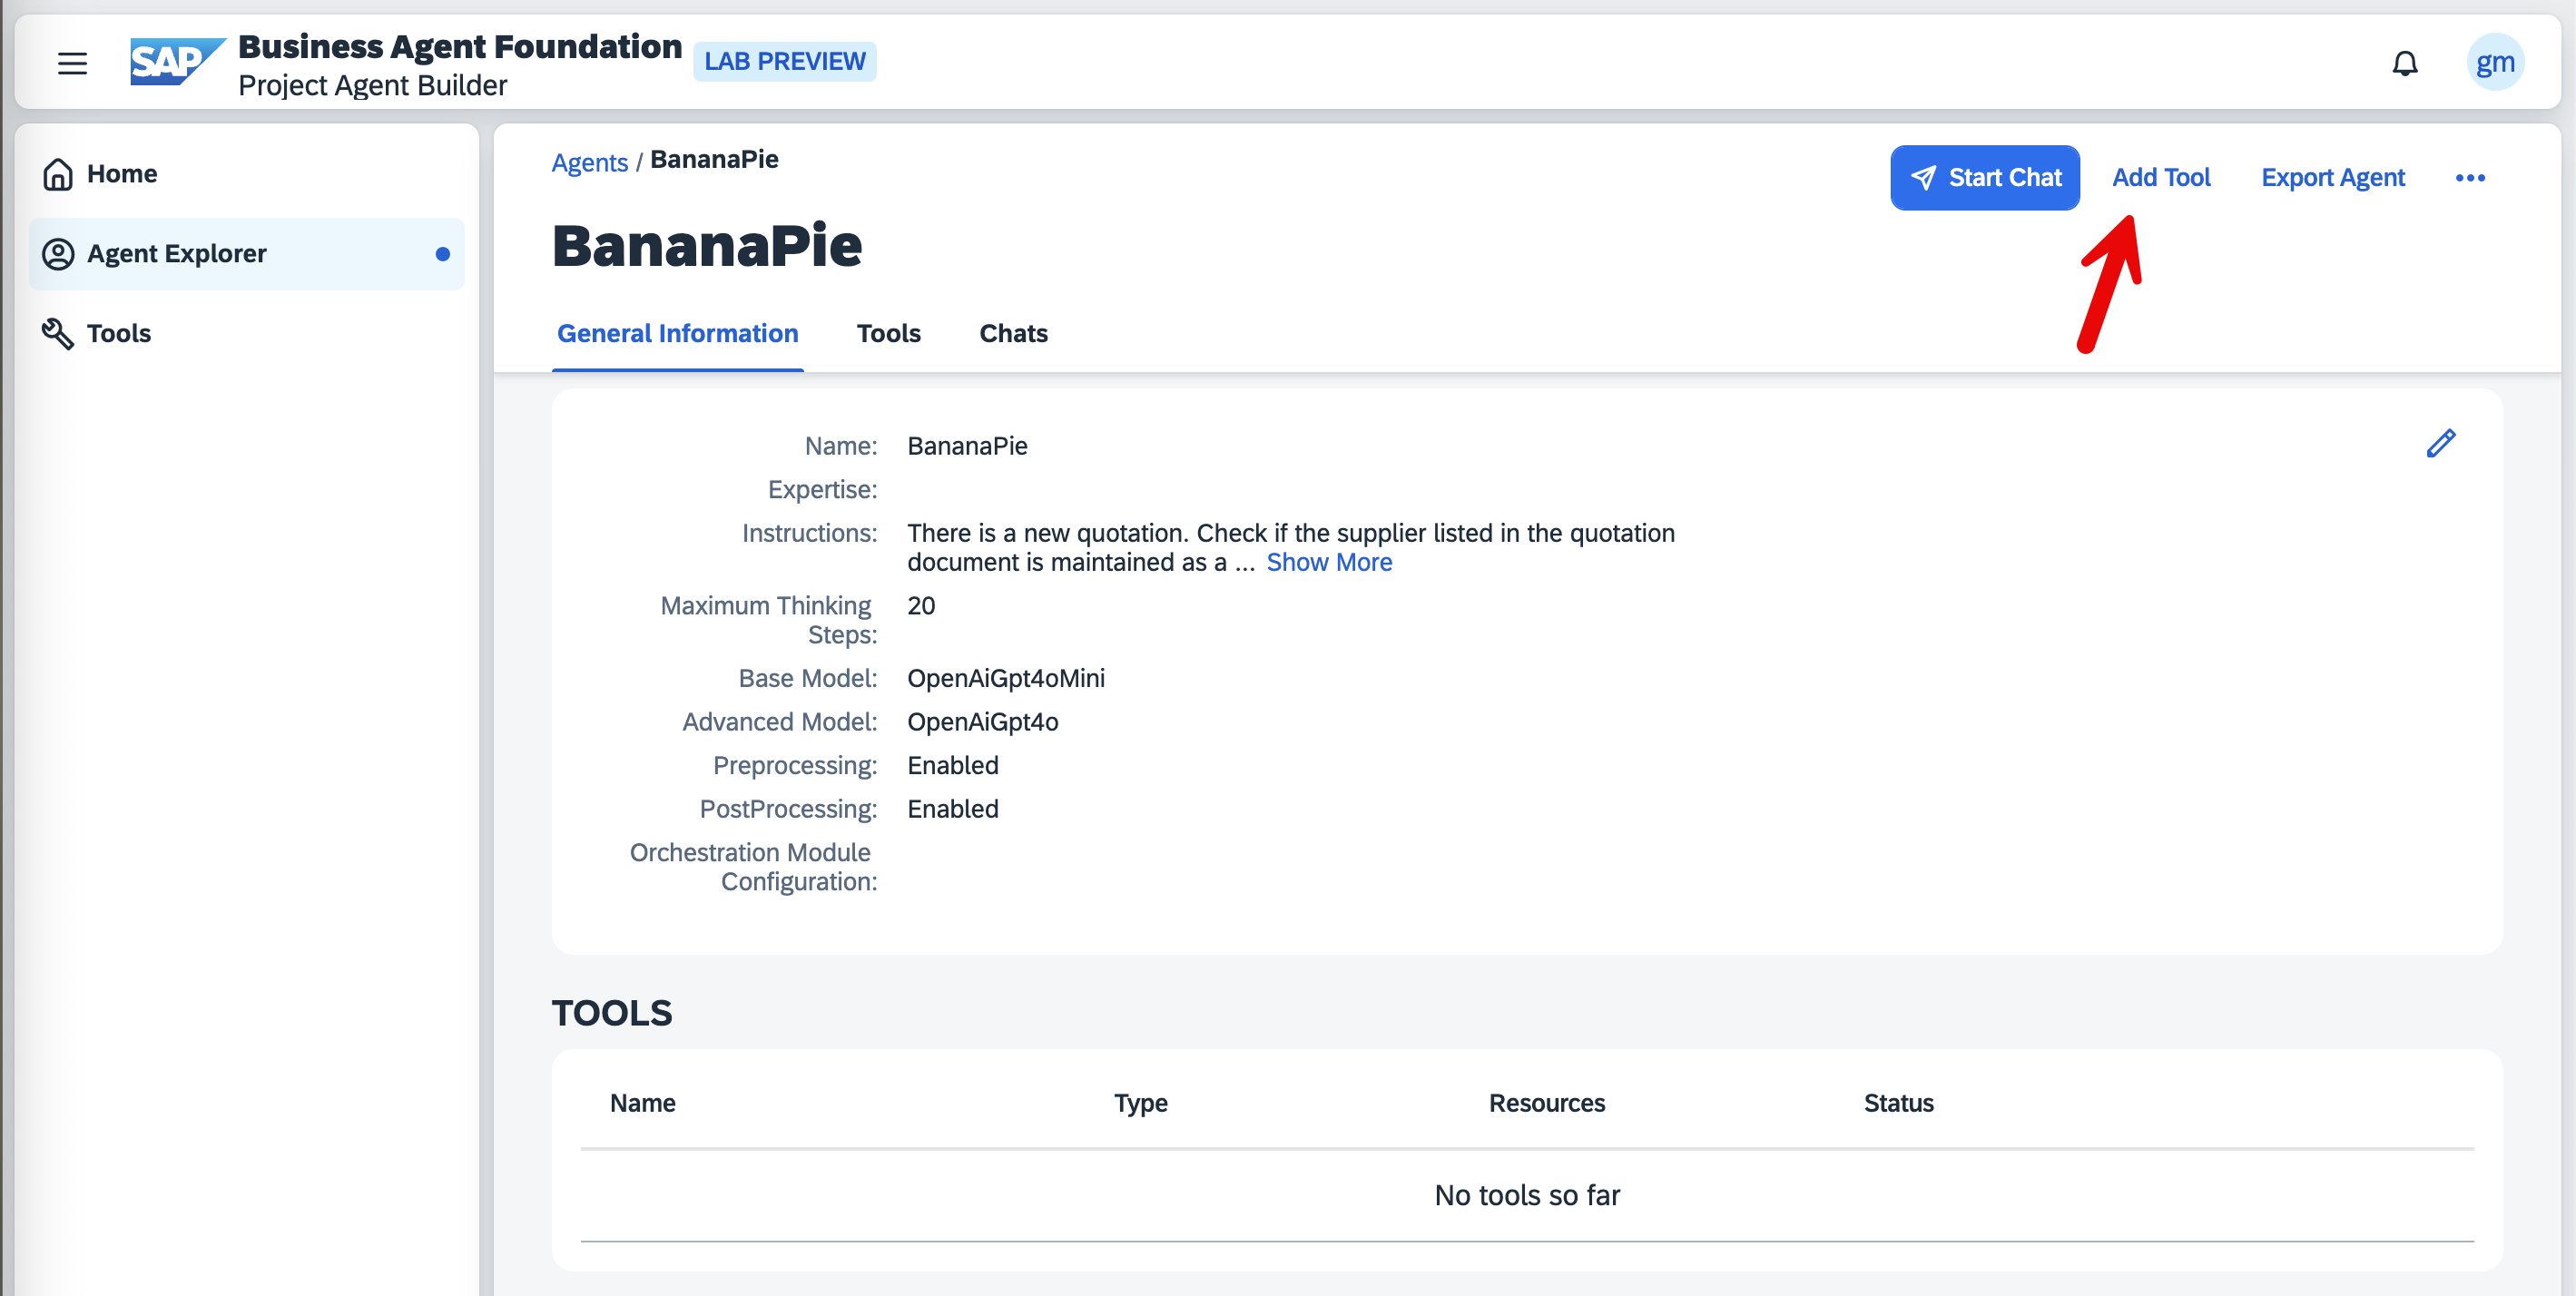 SAP
Business Agent Foundation
LAB PREVIEW
Project Agent Builder
gm
Home
Agent Explorer
Tools
Agents / BananaPie
Start Chat
Add Tool
Export Agent
BananaPie
General Information
Tools
Chats
Name: BananaPie
Expertise:
Instructions: There is a new quotation. Check if the supplier listed in the quotation
document is maintained as a ... Show More
Maximum Thinking 20
Steps:
Base Model: OpenAiGpt4oMini
Advanced Model: OpenAiGpt4o
Preprocessing: Enabled
PostProcessing: Enabled
Orchestration Module
Configuration:
TOOLS
Name Type Resources Status
No tools so far